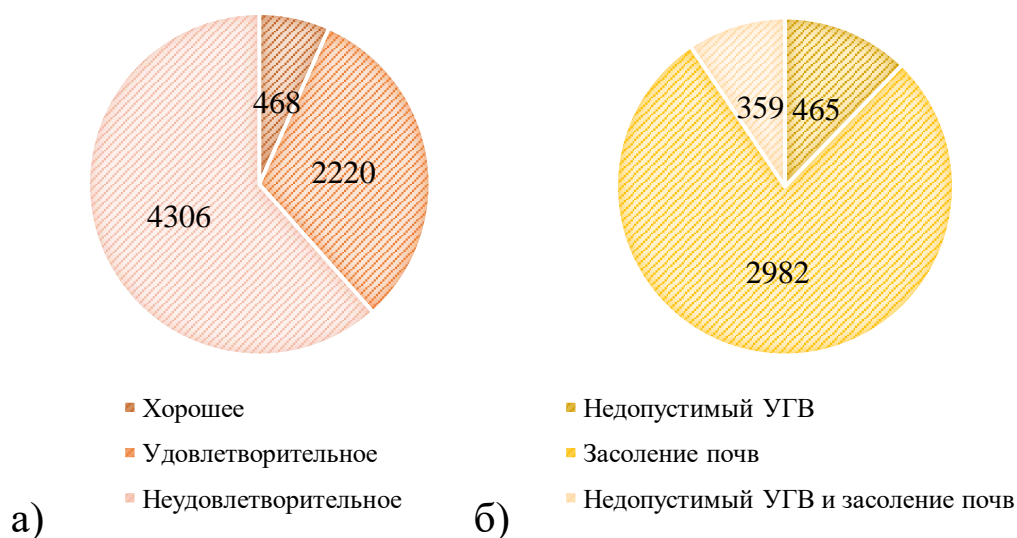 468
2220
4306
359
465
2982
Хорошее
Удовлетворительное
Неудовлетворительное
а)
Недопустимый УГВ
Засоление почв
Недопустимый УГВ и засоление почв
б)